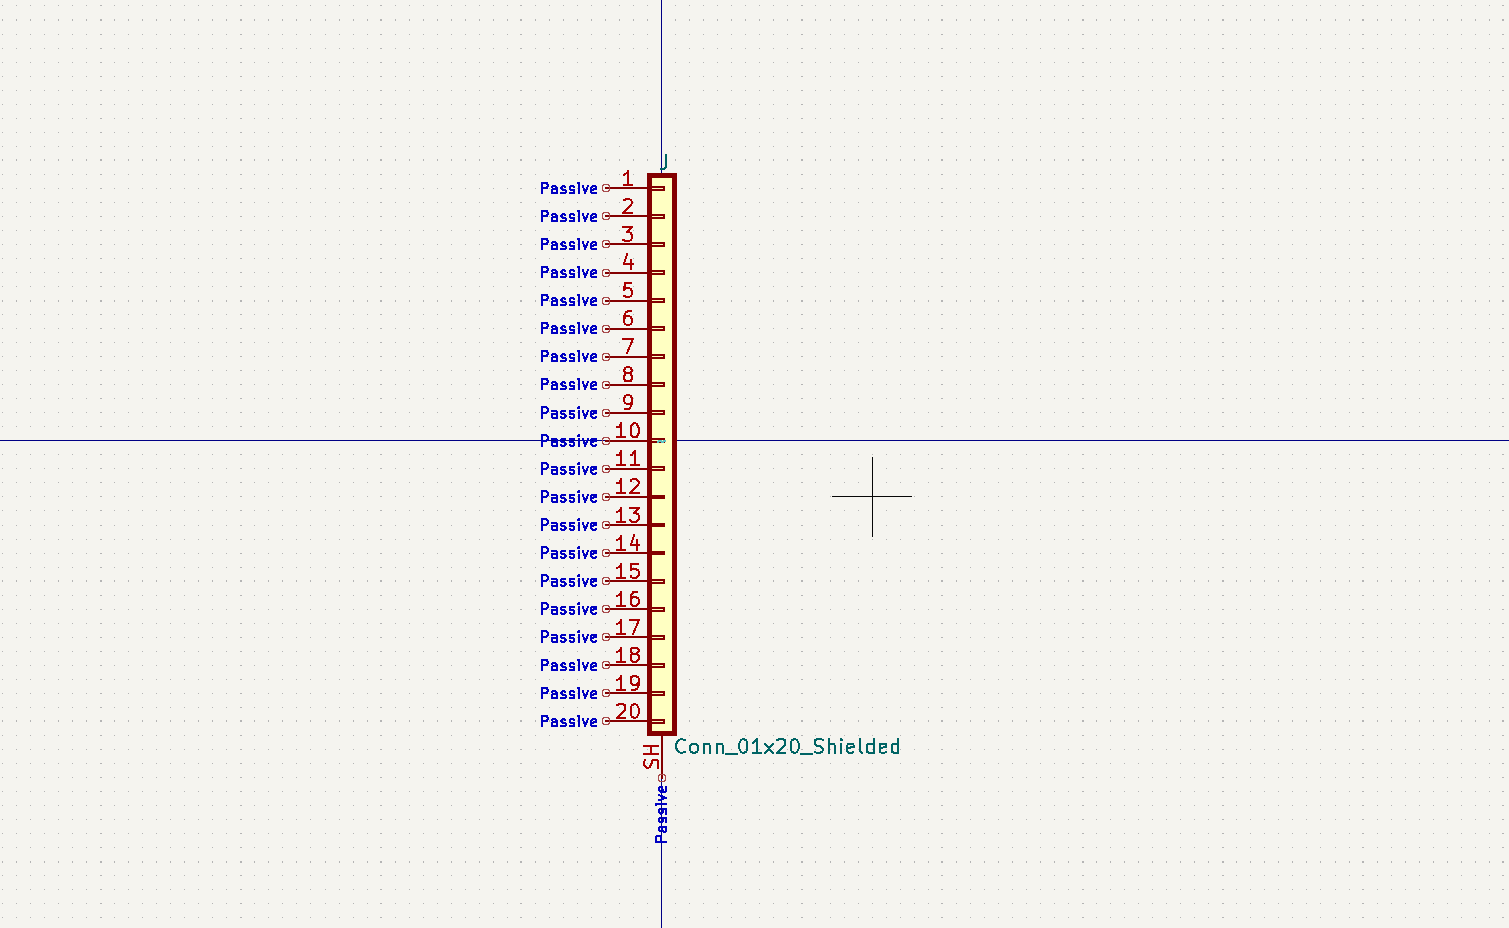 J
Passive 1
Passive 2
Passive 3
Passive 4
Passive 5
Passive 6
Passive 7
Passive 8
Passive 9
Passive 10
Passive 11
Passive 12
Passive 13
Passive 14
Passive 15
Passive 16
Passive 17
Passive 18
Passive 19
Passive 20
SH
Conn_01x20_Shielded
Passive